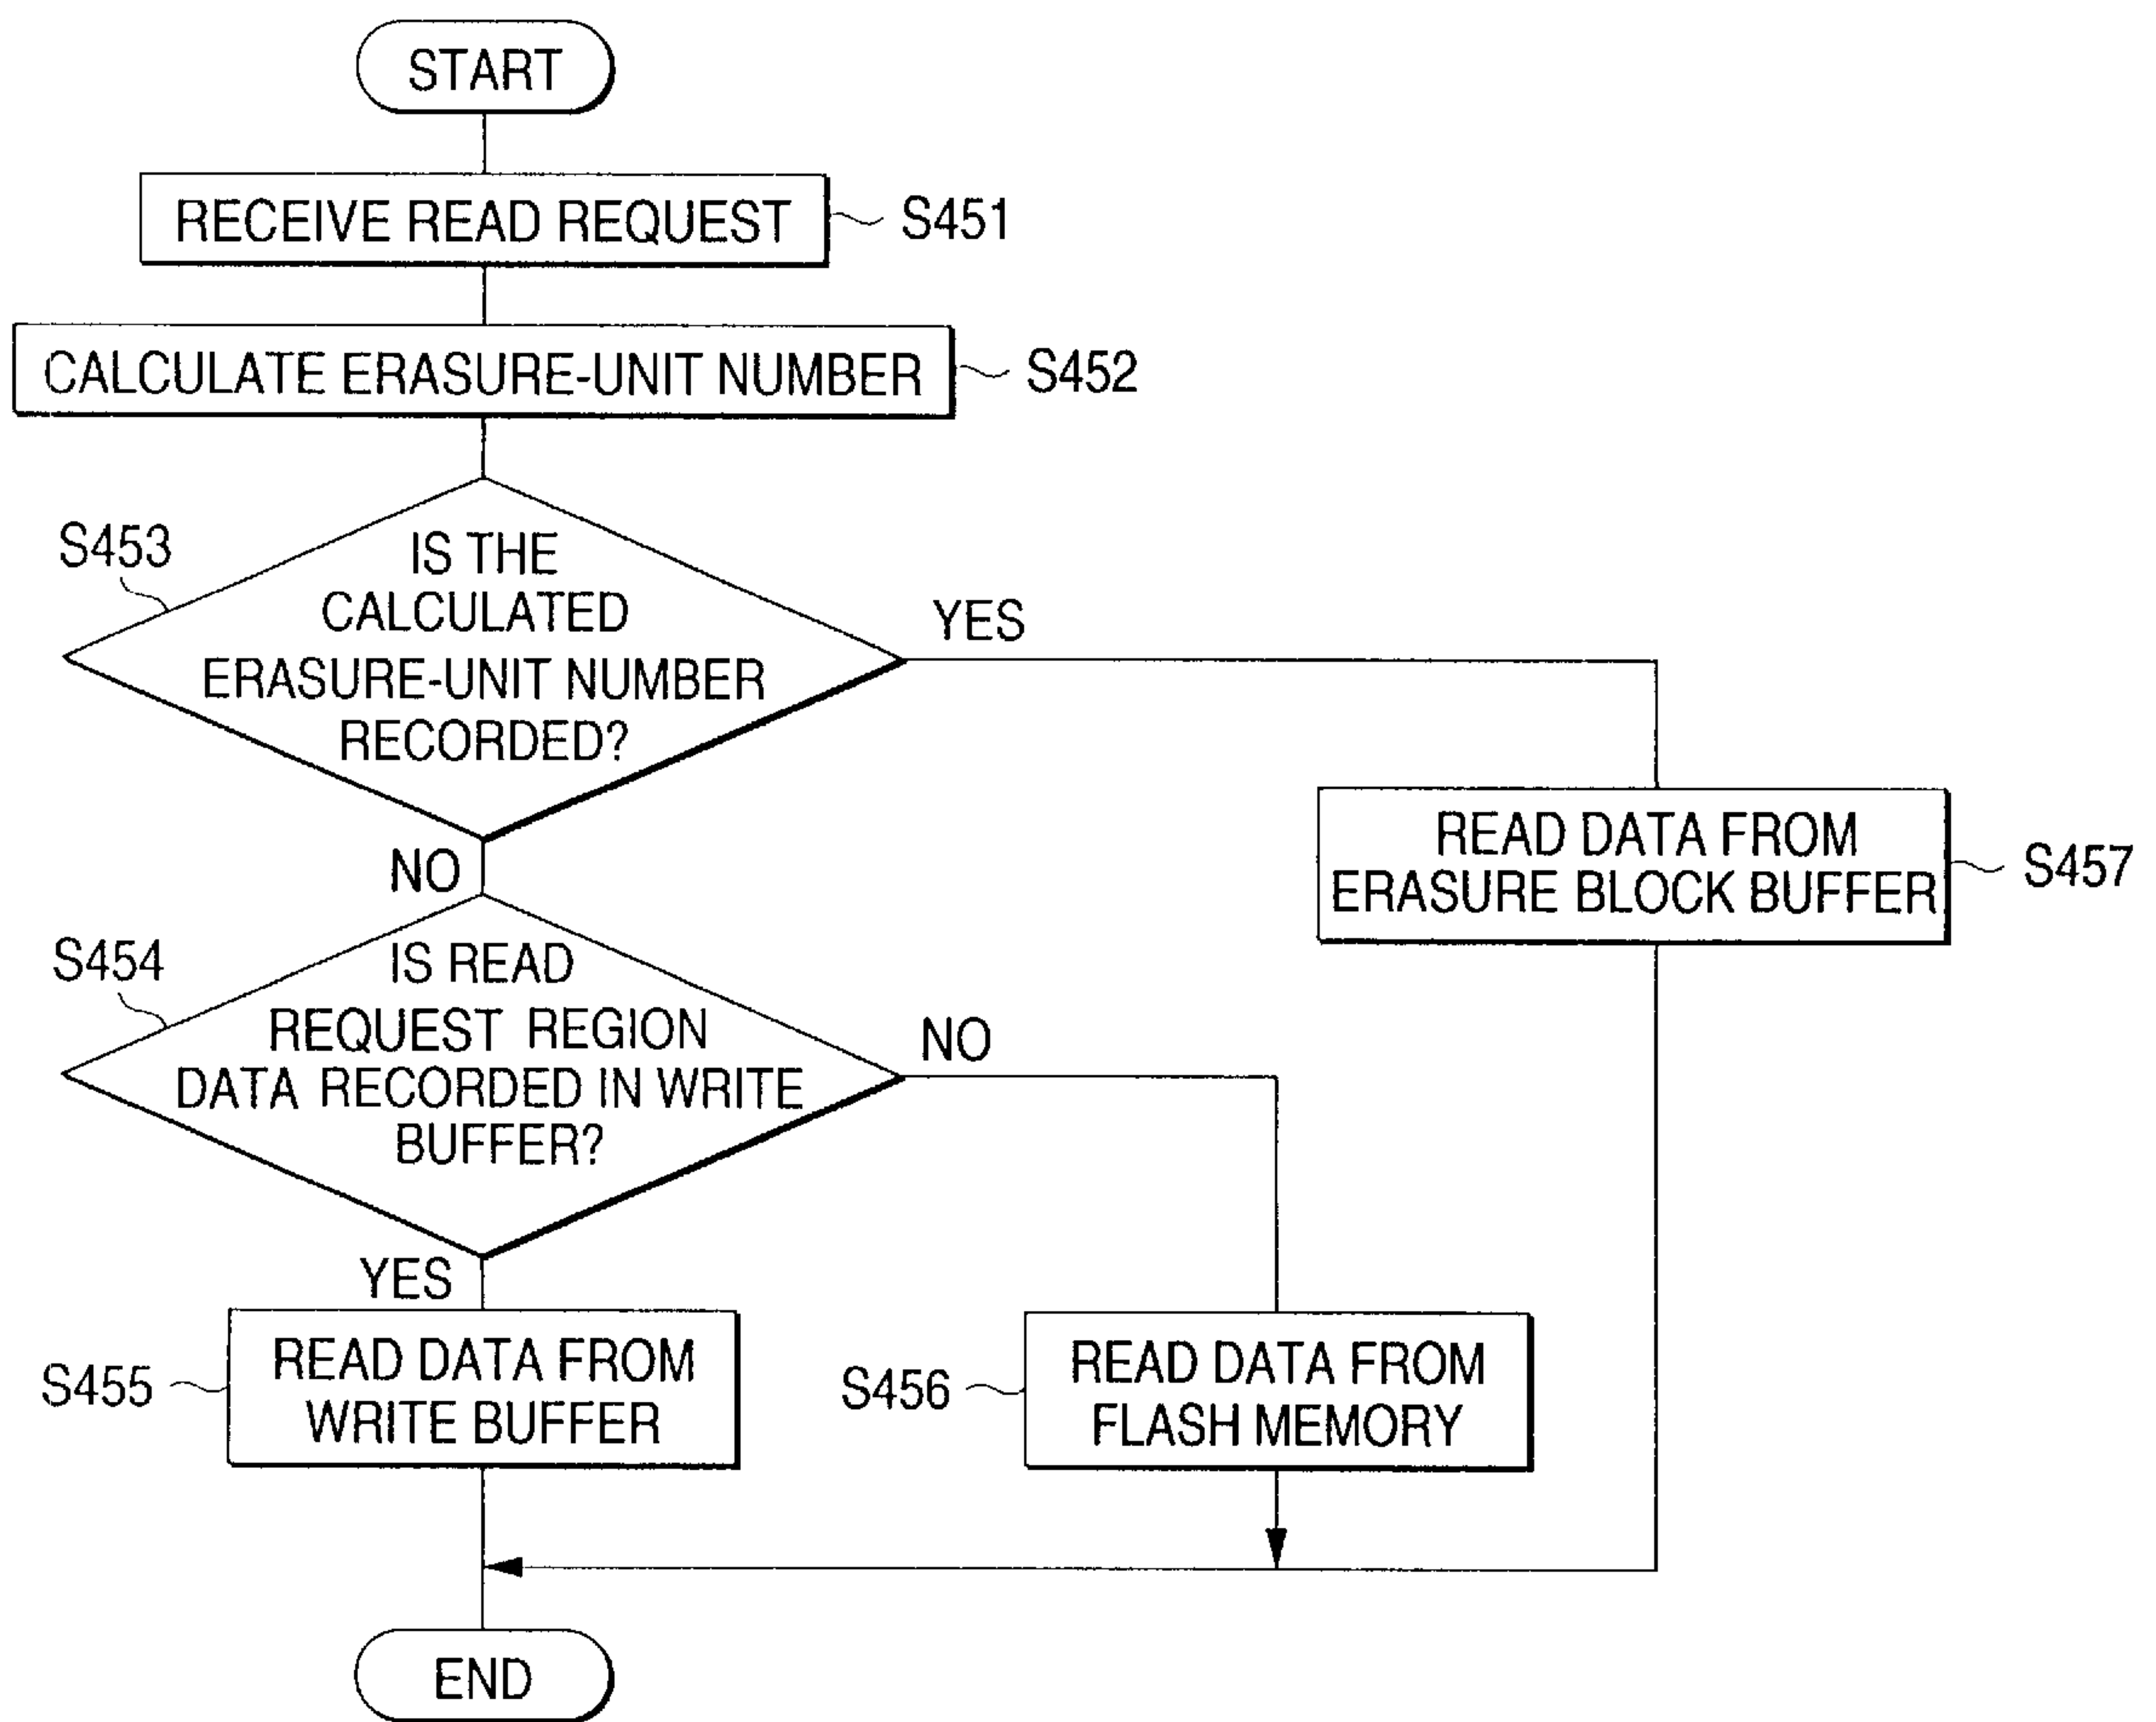 START
RECEIVE READ REQUEST
S451
CALCULATE ERASURE-UNIT NUMBER
S452
S453
IS THE
CALCULATED
ERASURE-UNIT NUMBER
RECORDED?
YES
NO
READ DATA FROM
ERASURE BLOCK BUFFER
S457
S454
IS READ
REQUEST REGION
DATA RECORDED IN WRITE
BUFFER?
NO
YES
S455
READ DATA FROM
WRITE BUFFER
S456
READ DATA FROM
FLASH MEMORY
END